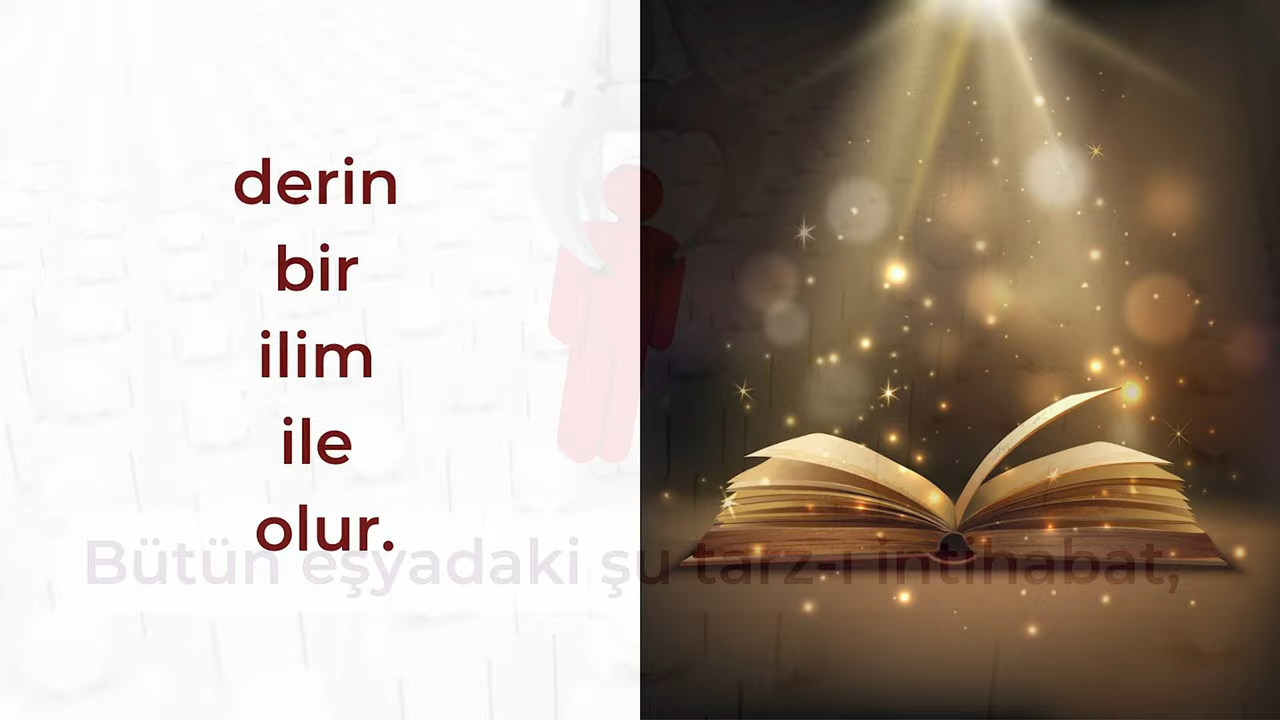 derin
bir
ilim
ile
olur.
Bütün eşyadaki şu tarz-ı intihabat,